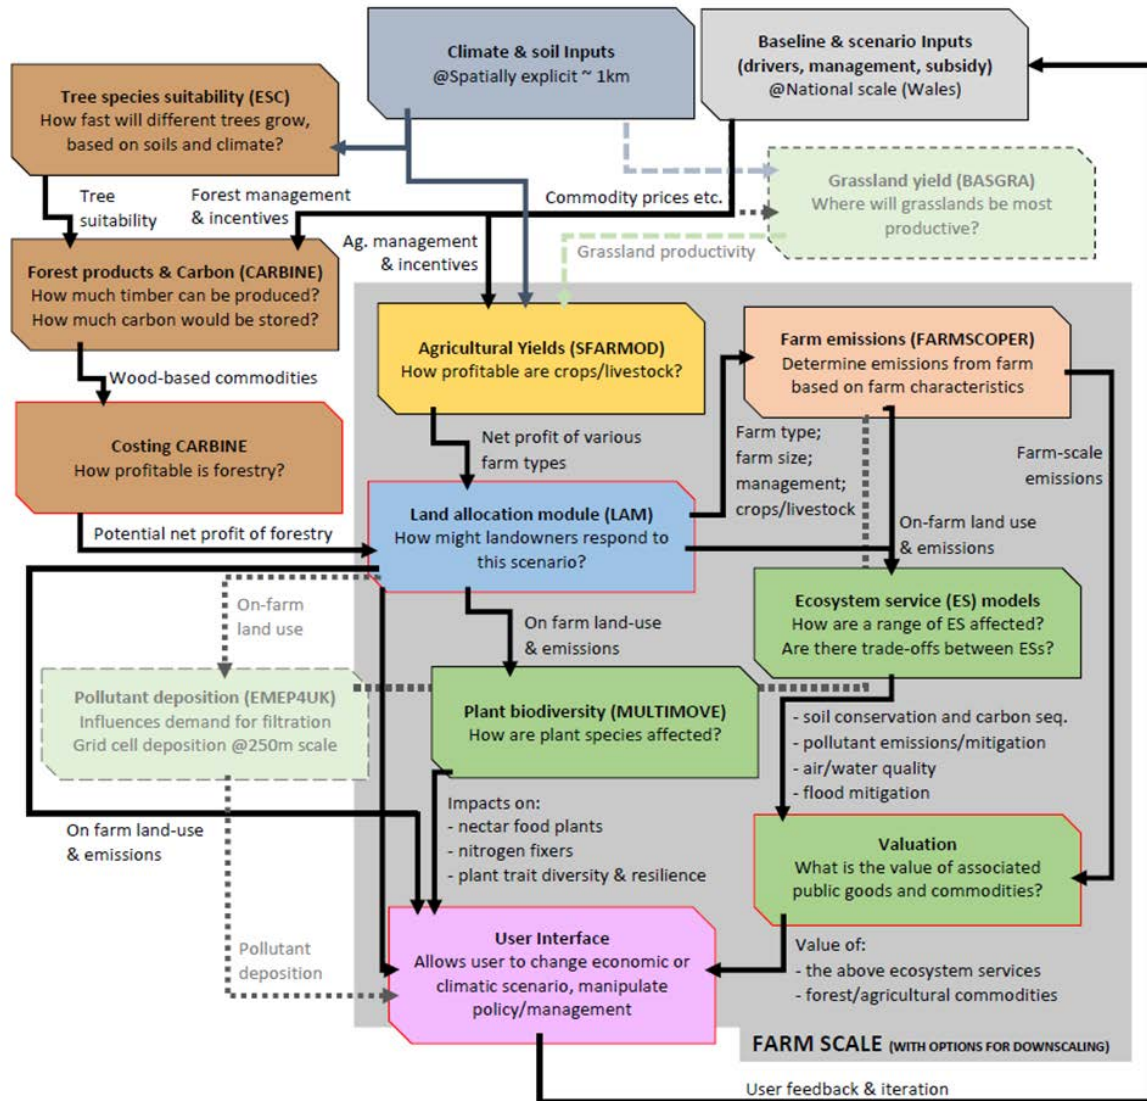 Climate & soil Inputs
@Spatially explicit ~ 1km
Baseline & scenario Inputs
(drivers, management, subsidy)
@National scale (Wales)
Tree species suitability (ESC)
How fast will different trees grow,
based on soils and climate?
Grassland yield (BASGRA)
Where will grasslands be most
productive?
Tree
suitability
Forest management
& incentives
Commodity prices etc.
Ag. management
& incentives
Grassland productivity
Forest products & Carbon (CARBINE)
How much timber can be produced?
How much carbon would be stored?
Agricultural Yields (SFARMOD)
How profitable are crops/livestock?
Farm emissions (FARMSCOPER)
Determine emissions from farm
based on farm characteristics
Wood-based commodities
Costing CARBINE
How profitable is forestry?
Net profit of various
farm types
Farm type;
farm size;
management;
crops/livestock
Farm-scale
emissions
Potential net profit of forestry
Land allocation module (LAM)
How might landowners respond to
this scenario?
On-farm land use
& emissions
On-farm
land use
On farm land-use
& emissions
Ecosystem service (ES) models
How are a range of ES affected?
Are there trade-offs between ESs?
Pollutant deposition (EMEP4UK)
Influences demand for filtration
Grid cell deposition @250m scale
Plant biodiversity (MULTIMOVE)
How are plant species affected?
- soil conservation and carbon seq.
- pollutant emissions/mitigation
- air/water quality
- flood mitigation
On farm land-use
& emissions
Impacts on:
- nectar food plants
- nitrogen fixers
- plant trait diversity & resilience
Valuation
What is the value of associated
public goods and commodities?
Pollutant
deposition
User Interface
Allows user to change economic or
climatic scenario, manipulate
policy/management
Value of:
- the above ecosystem services
- forest/agricultural commodities
FARM SCALE (WITH OPTIONS FOR DOWNSCALING)
User feedback & iteration